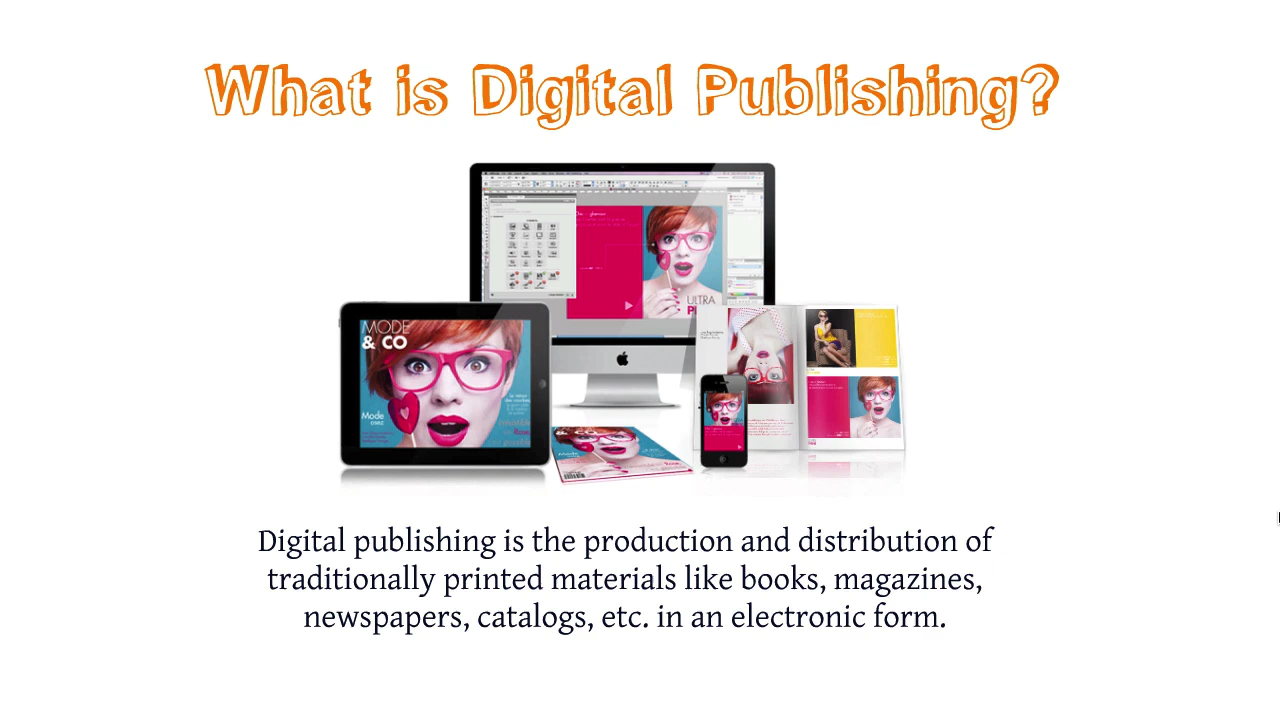 What is Digital Publishing?
ULTRA
MODE
& CO
Mode
Digital publishing is the production and distribution of
traditionally printed materials like books, magazines,
newspapers, catalogs, etc. in an electronic form.